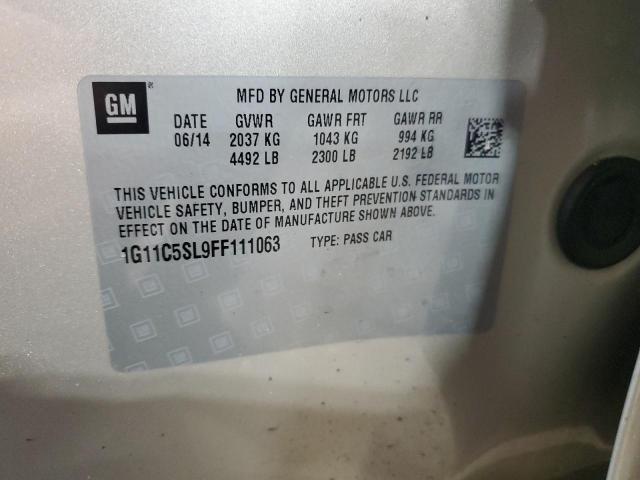 GM
MFD BY GENERAL MOTORS LLC
DATE GVWR GAWR FRT GAWR RR
06/14 2037 KG 1043 KG 994 KG
4492 LB 2300 LB 2192 LB
THIS VEHICLE CONFORMS TO ALL APPLICABLE U.S. FEDERAL MOTOR
VEHICLE SAFETY, BUMPER, AND THEFT PREVENTION STANDARDS IN
EFFECT ON THE DATE OF MANUFACTURE SHOWN ABOVE.
1G11C5SL9FF111063 TYPE: PASS CAR